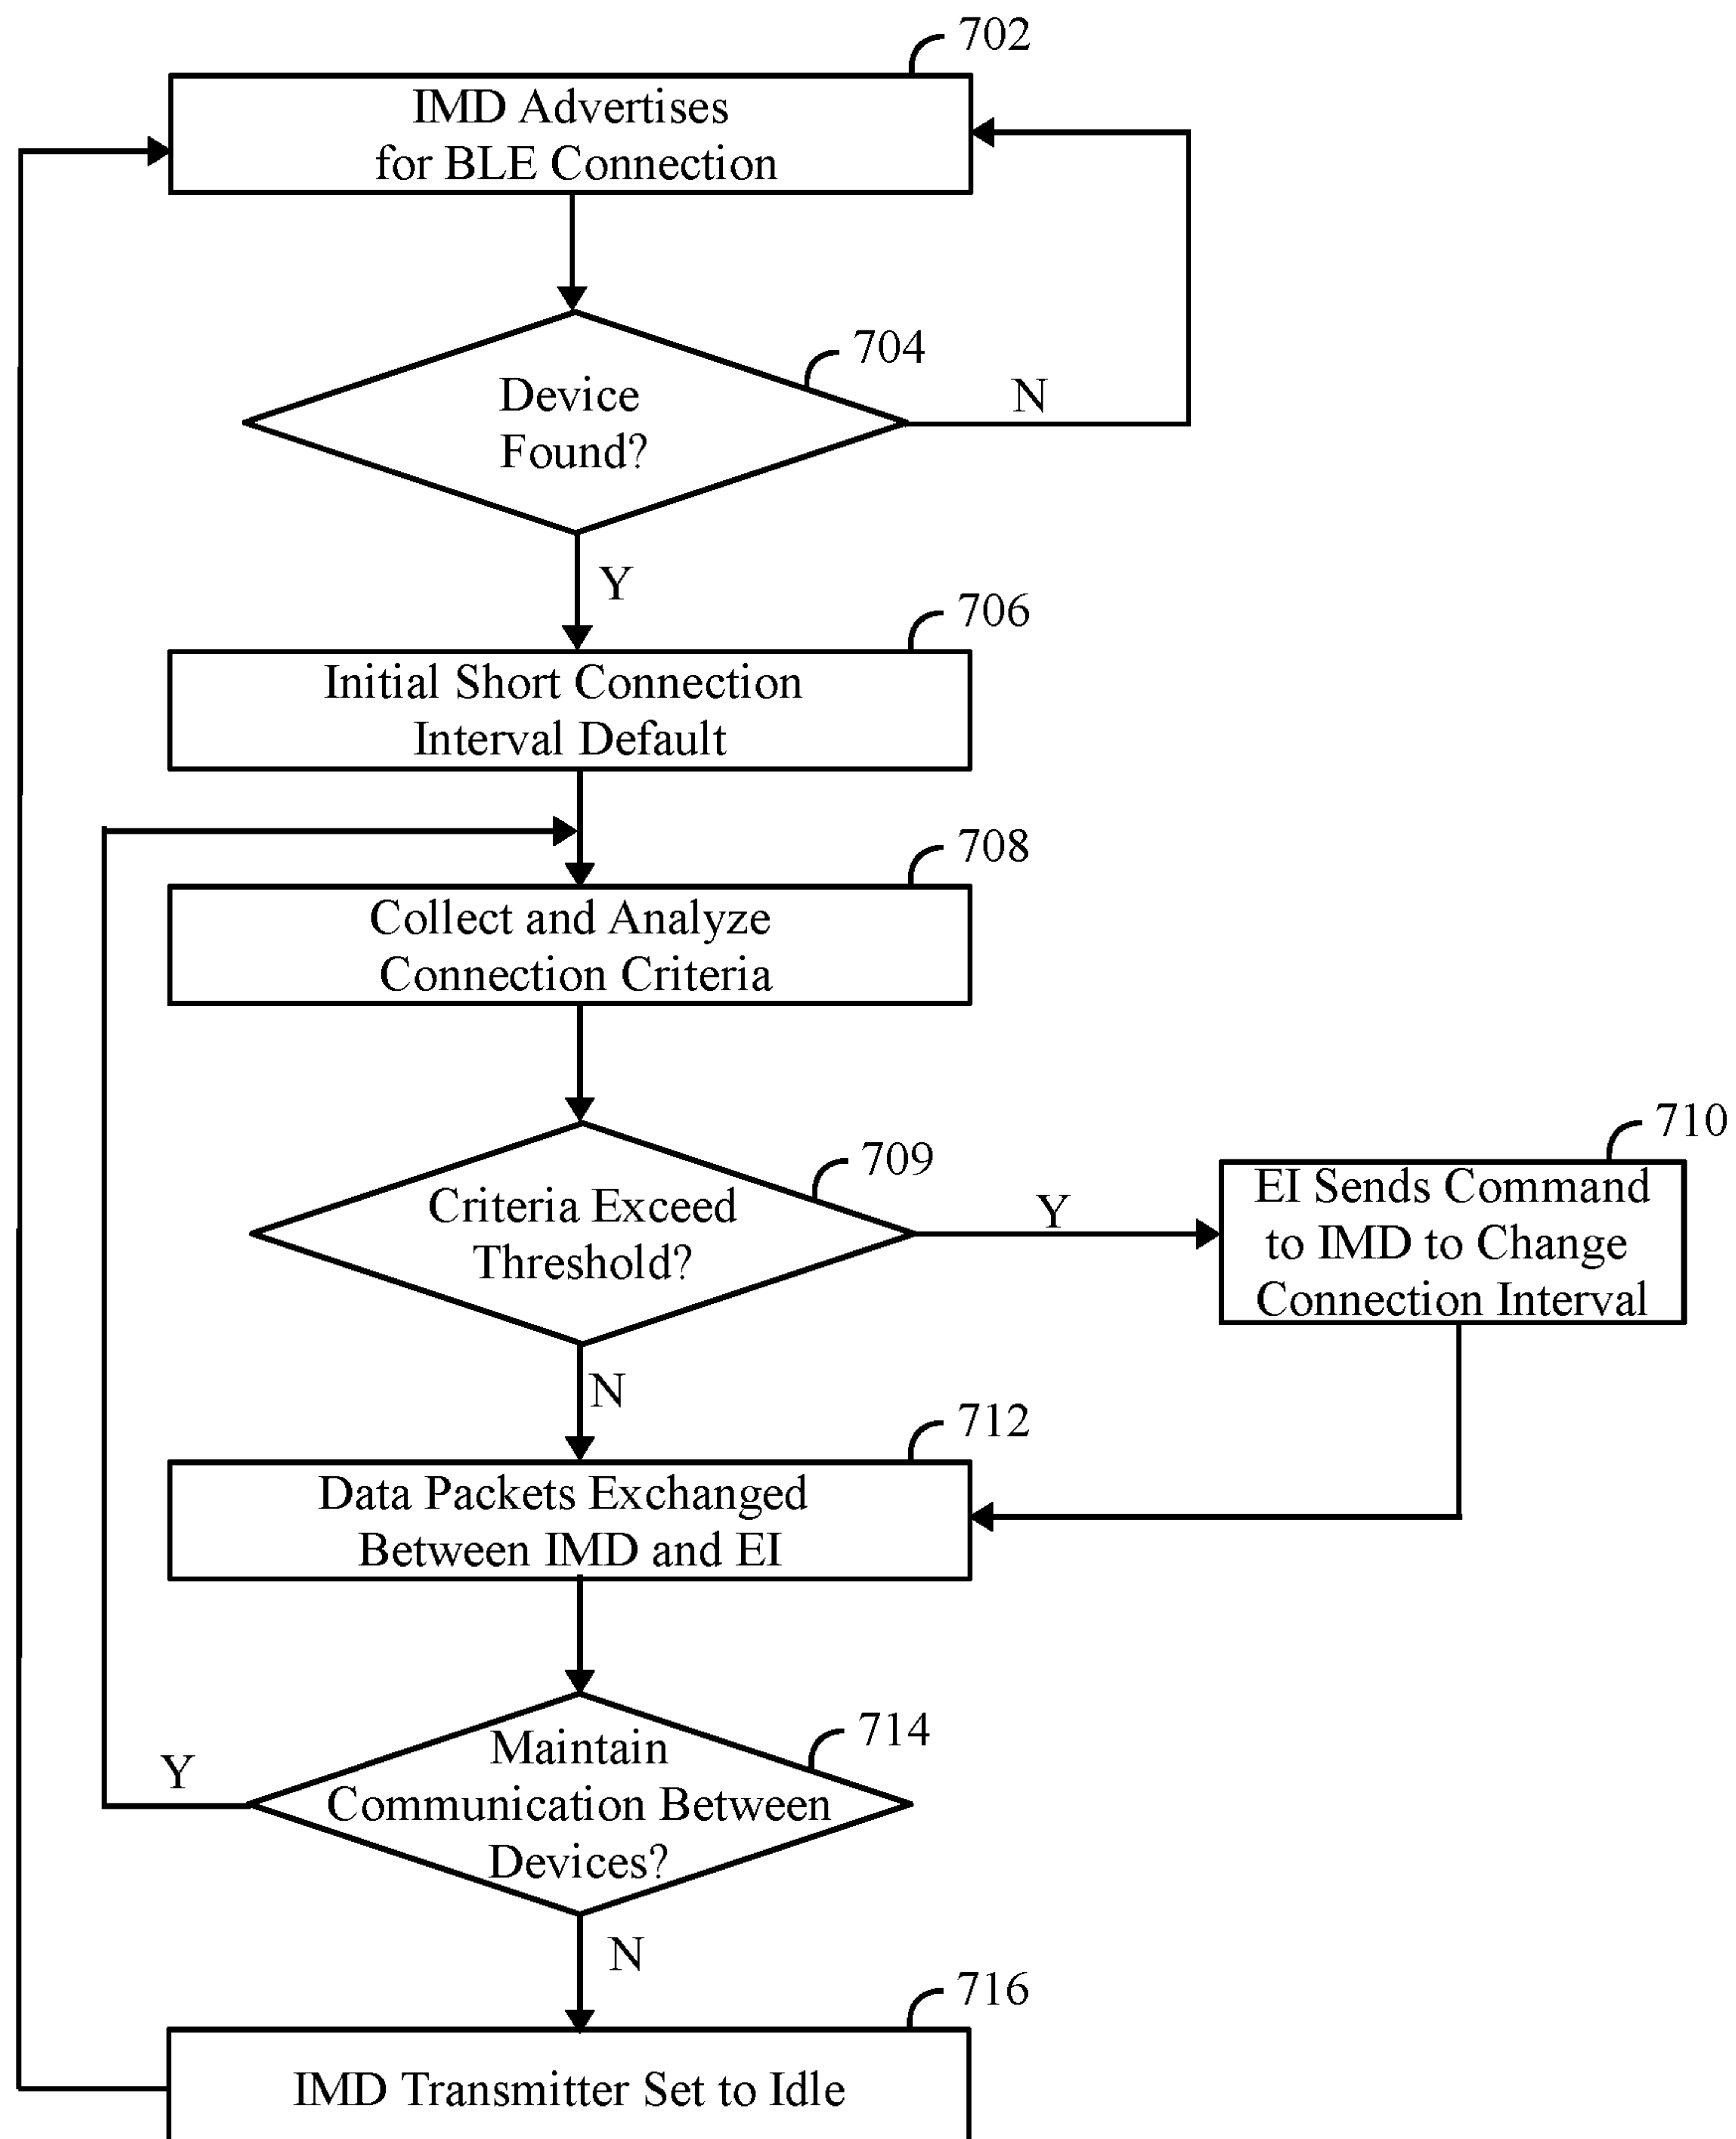 702
IMD Advertises
for BLE Connection
704
Device
Found?
N
Y
706
Initial Short Connection
Interval Default
708
Collect and Analyze
Connection Criteria
709
Criteria Exceed
Threshold?
Y
710
EI Sends Command
to IMD to Change
Connection Interval
N
712
Data Packets Exchanged
Between IMD and EI
714
Maintain
Communication Between
Devices?
Y
N
716
IMD Transmitter Set to Idle